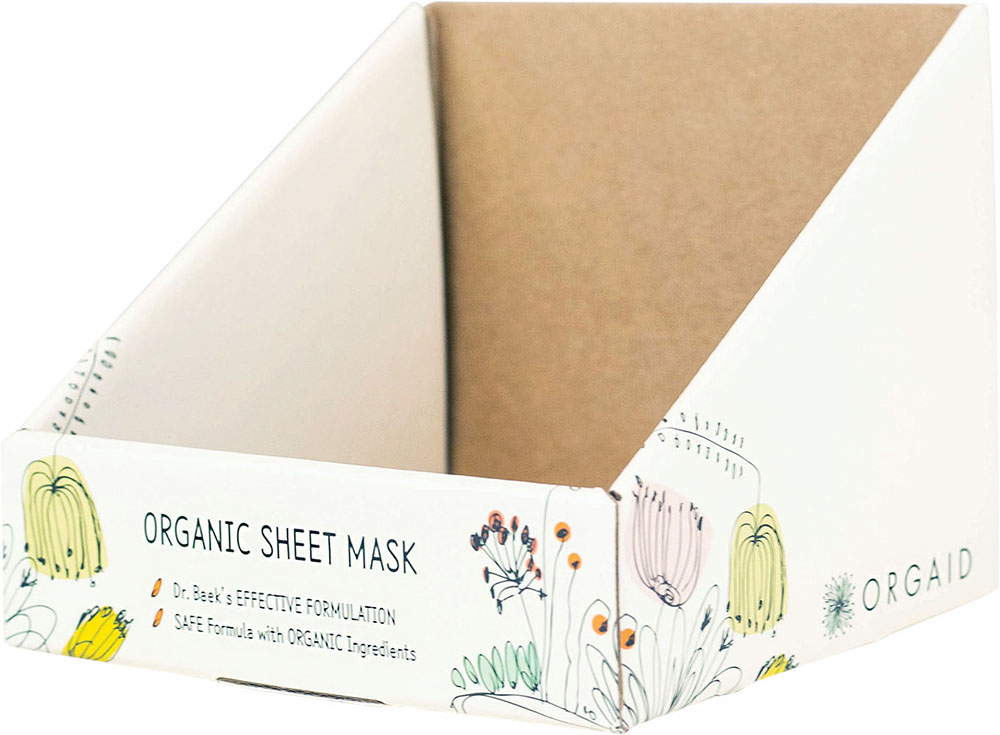 ORGANIC SHEET MASK
Dr. Baek's EFFECTIVE FORMULATION
SAFE Formula with ORGANIC Ingredients
ORGAID